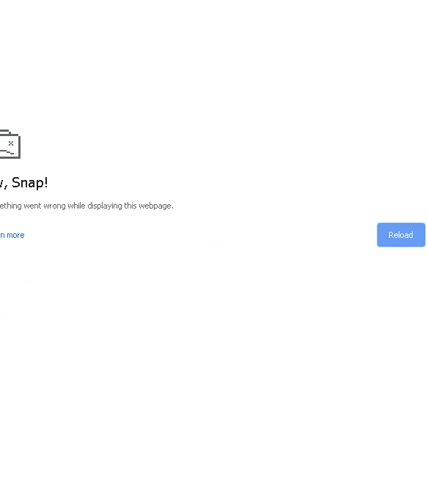 , Snap!
ething went wrong while displaying this webpage.
n more
Reload